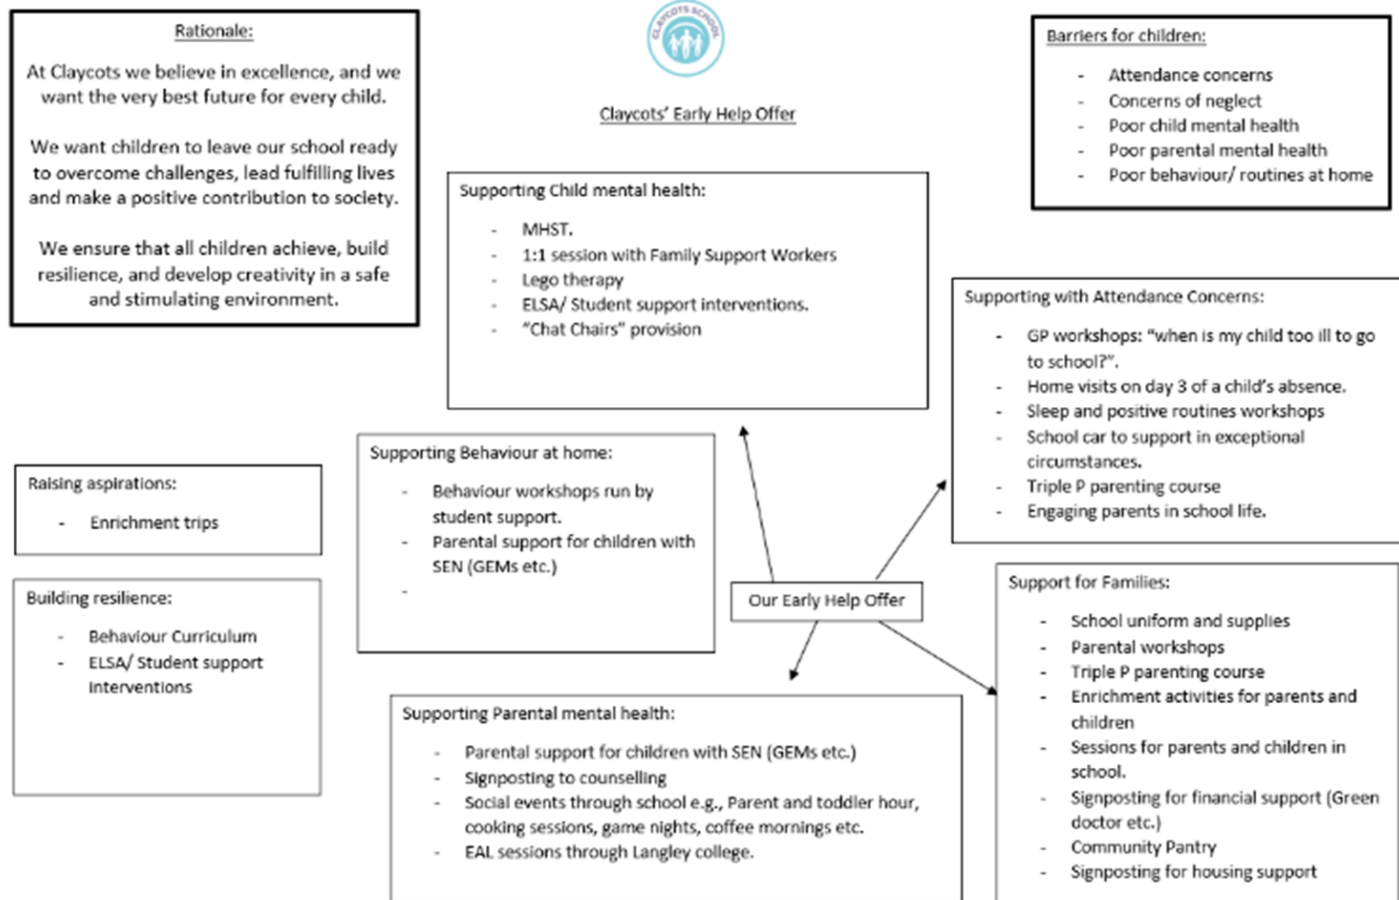 Rationale:
At Claycots we believe in excellence, and we
want the very best future for every child.
We want children to leave our school ready
to overcome challenges, lead fulfilling lives
and make a positive contribution to society.
We ensure that all children achieve, build
resilience, and develop creativity in a safe
and stimulating environment.
CLAYCOTS SCHOOL
Claycots' Early Help Offer
Barriers for children:
- Attendance concerns
- Concerns of neglect
- Poor child mental health
- Poor parental mental health
- Poor behaviour/ routines at home
Supporting Child mental health:
- MHST.
- 1:1 session with Family Support Workers
- Lego therapy
- ELSA/ Student support interventions.
- "Chat Chairs" provision
Supporting with Attendance Concerns:
- GP workshops: "when is my child too ill to go
to school?".
- Home visits on day 3 of a child's absence.
- Sleep and positive routines workshops
- School car to support in exceptional
circumstances.
- Triple P parenting course
- Engaging parents in school life.
Supporting Behaviour at home:
- Behaviour workshops run by
student support.
- Parental support for children with
SEN (GEMs etc.)
-
Raising aspirations:
- Enrichment trips
Building resilience:
- Behaviour Curriculum
- ELSA/ Student support
interventions
Our Early Help Offer
Support for Families:
- School uniform and supplies
- Parental workshops
- Triple P parenting course
- Enrichment activities for parents and
children
- Sessions for parents and children in
school.
- Signposting for financial support (Green
doctor etc.)
- Community Pantry
- Signposting for housing support
Supporting Parental mental health:
- Parental support for children with SEN (GEMs etc.)
- Signposting to counselling
- Social events through school e.g., Parent and toddler hour,
cooking sessions, game nights, coffee mornings etc.
- EAL sessions through Langley college.